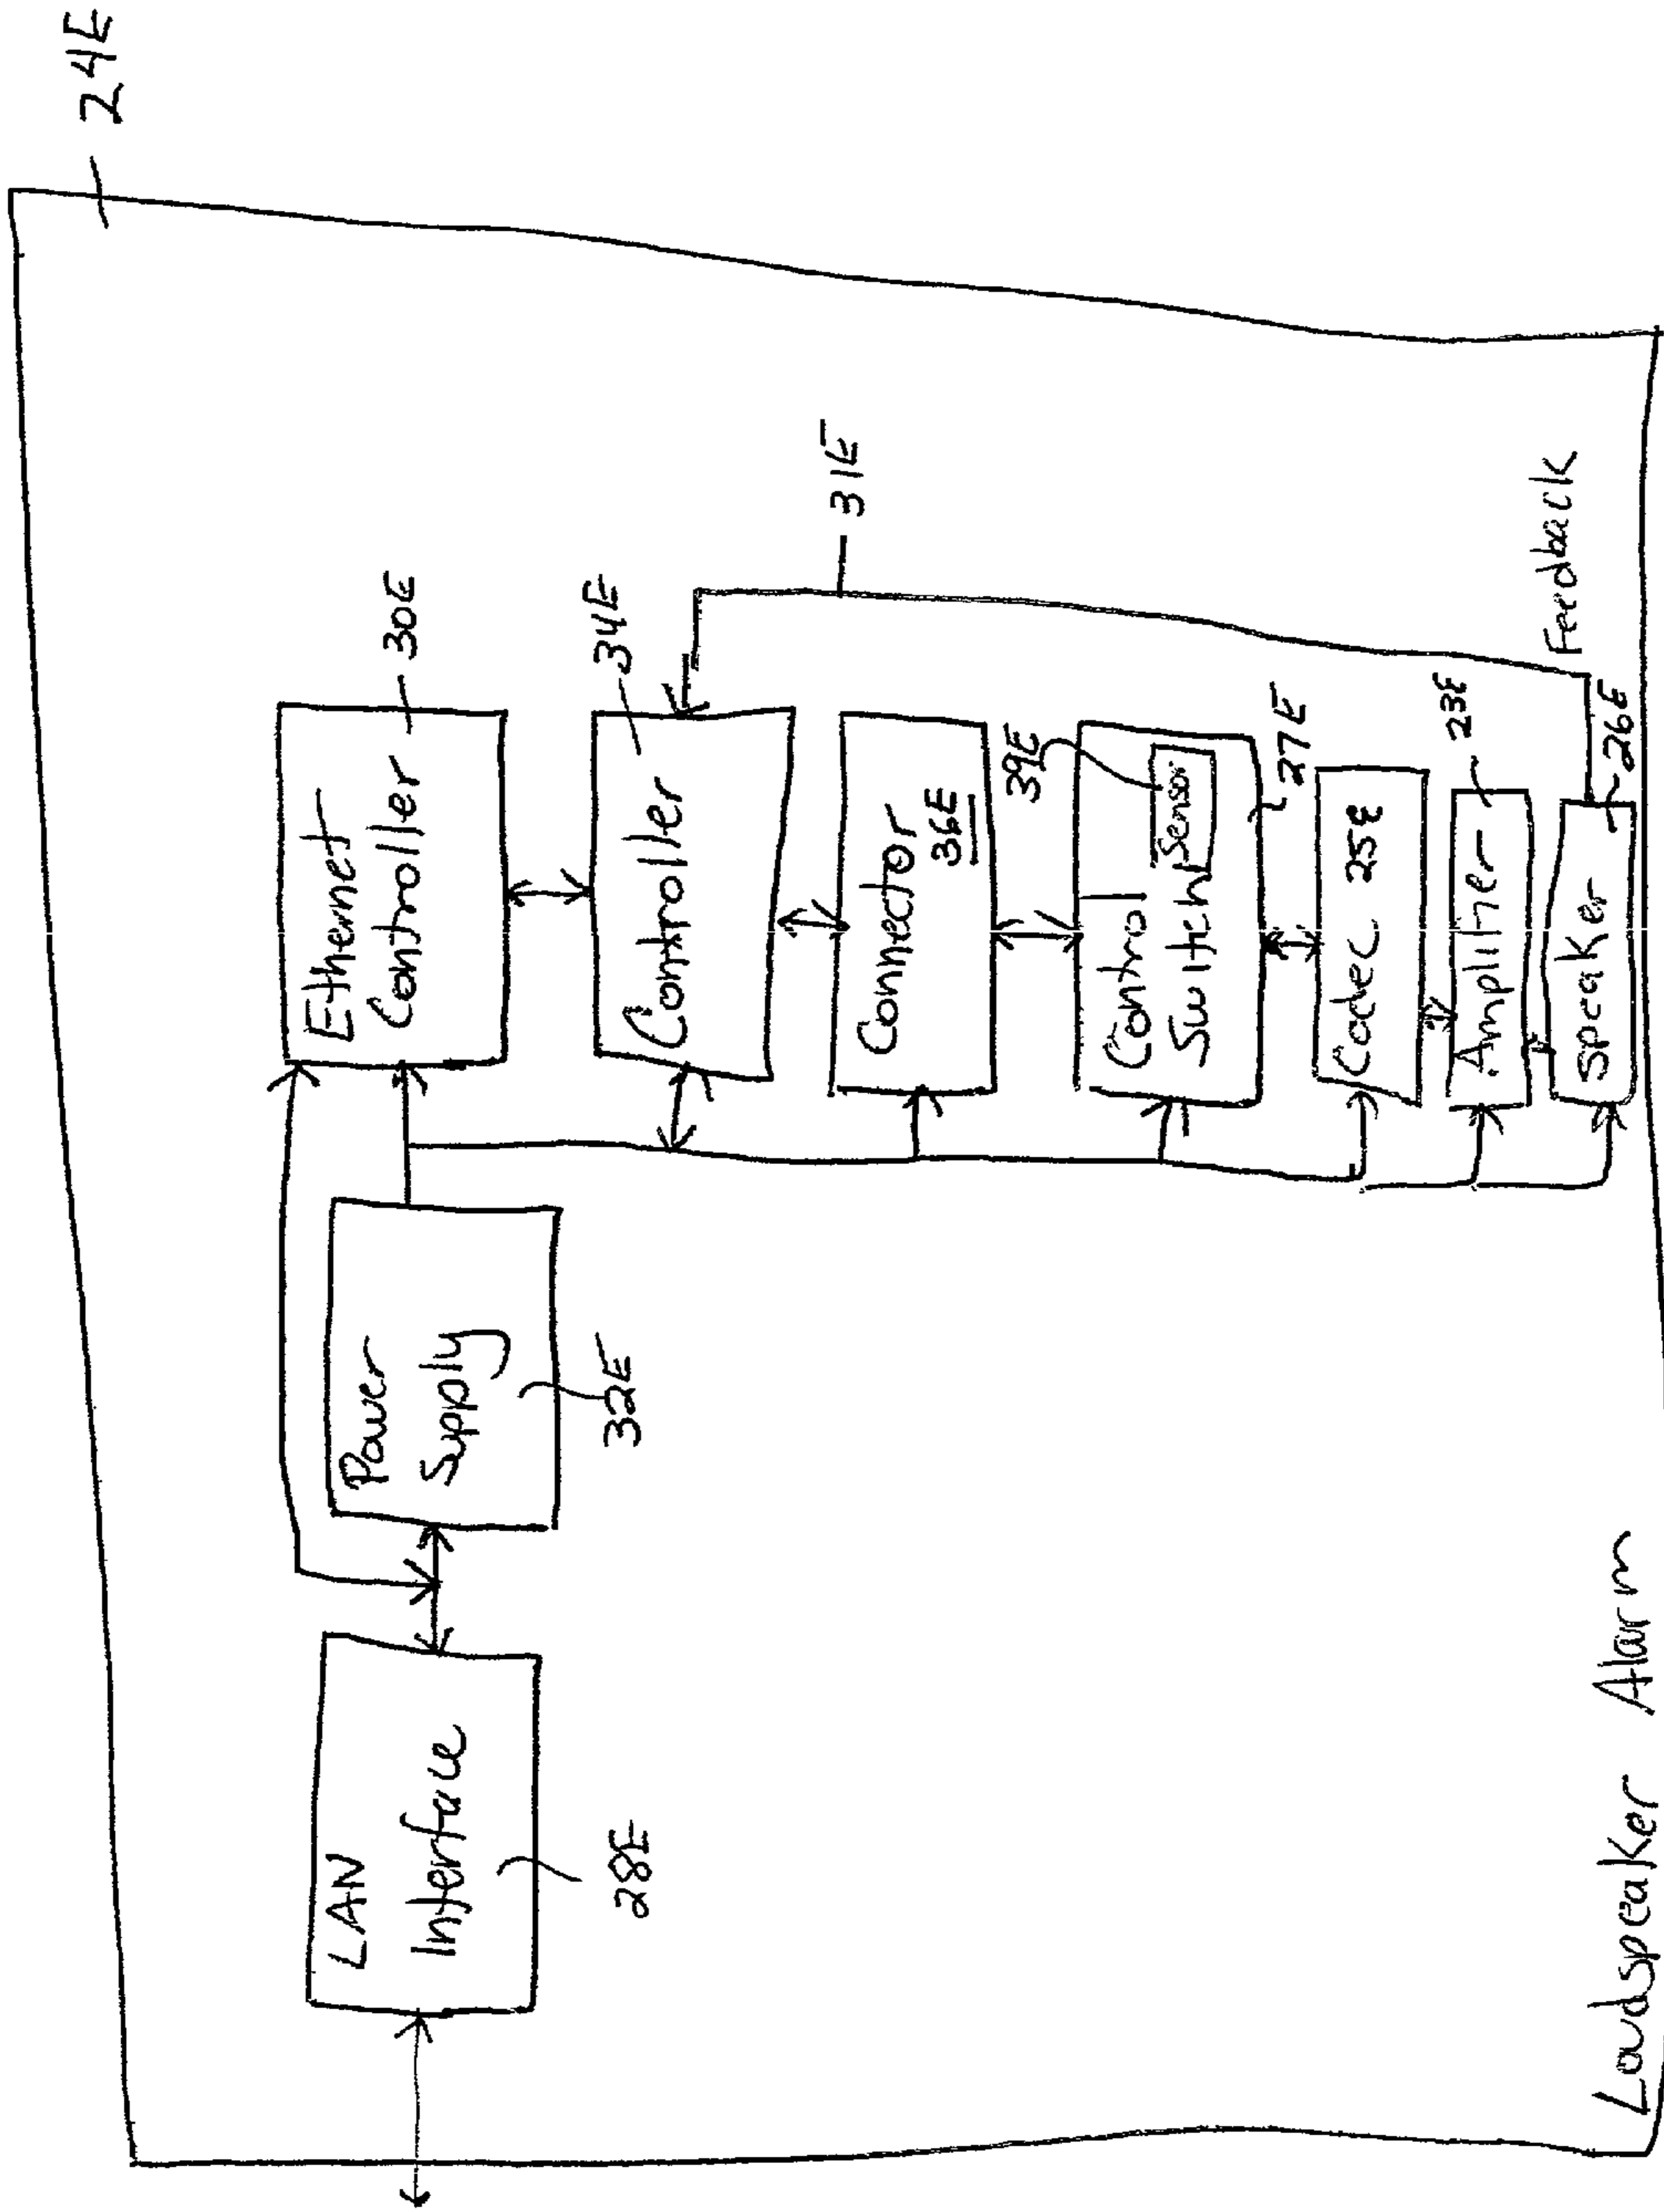 24E
LAN
Interface
28E
Power
Supply
32E
Ethernet
Controller
30E
Controller
34E
Connector
36E
Control
Switch
Sensor
39E
27E
Codec 25E
Amplifier
23E
Speaker
26E
31E
Feedback
Loudspeaker Alarm